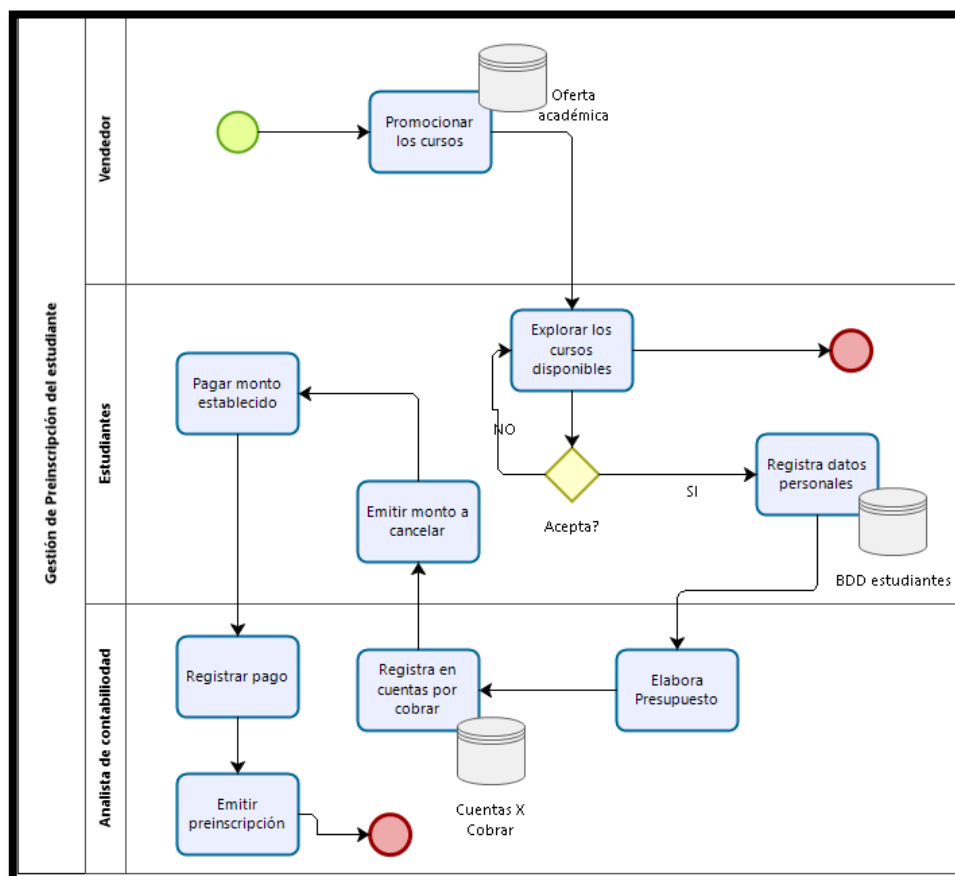 Gestión de Preinscripción del estudiante
Vendedor
Promocionar
los cursos
Oferta
académica
Estudiantes
Explorar los
cursos
disponibles
Pagar monto
establecido
NO
Registra datos
personales
SI
Emitir monto a
cancelar
Acepta?
BDD estudiantes
Analista de contabiliodad
Registrar pago
Registra en
cuentas por
cobrar
Elabora
Presupuesto
Emitir
preinscripción
Cuentas X
Cobrar